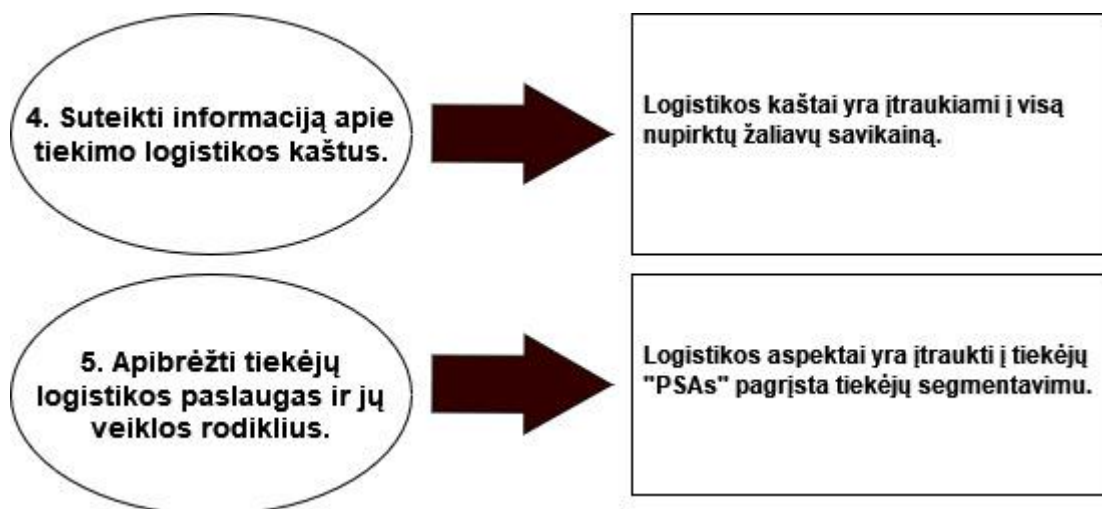 4. Suteikti informaciją apie
tiekimo logistikos kaštus.
Logistikos kaštai yra įtraukiami į visą
nupirktų žaliavų savikainą.
5. Apibrėžti tiekėjų
logistikos paslaugas ir jų
veiklos rodiklius.
Logistikos aspektai yra įtraukti į tiekėjų
"PSAs" pagrįsta tiekėjų segmentavimu.